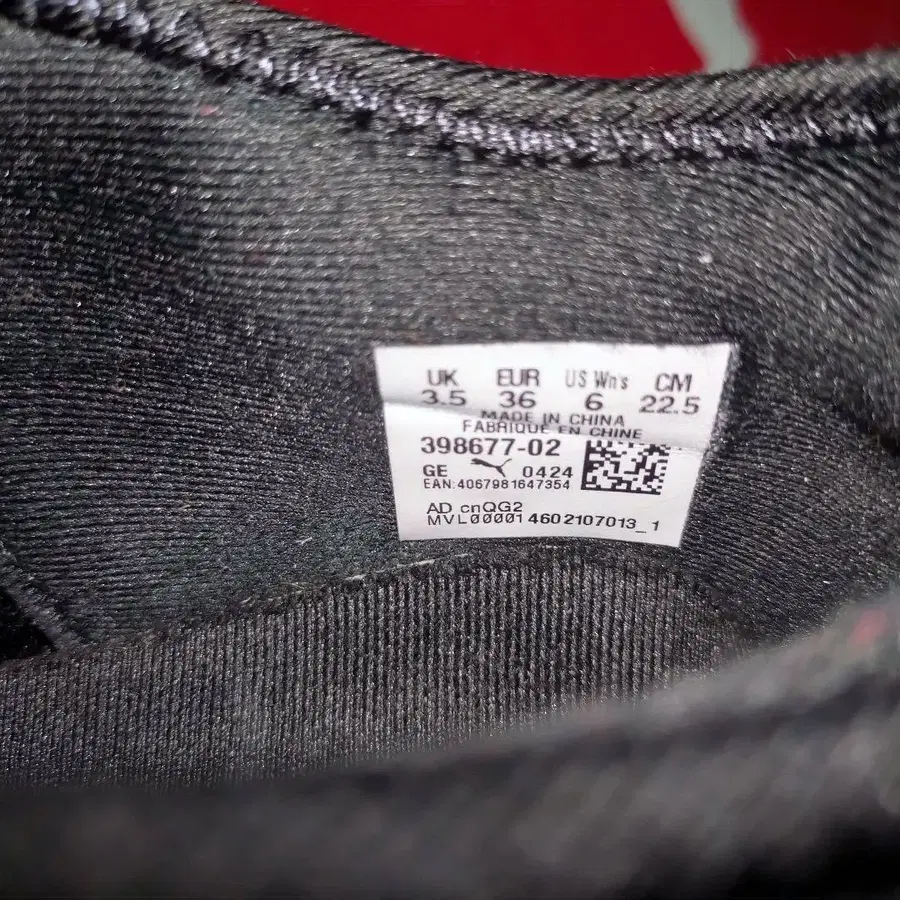 UK EUR US Wn's CM
3.5 36 6 22.5
MADE IN CHINA
FABRIQUE EN CHINE
398677-02
GE 0424
EAN:4067981647354
AD cnQG2
MVL00001 4602107013_1